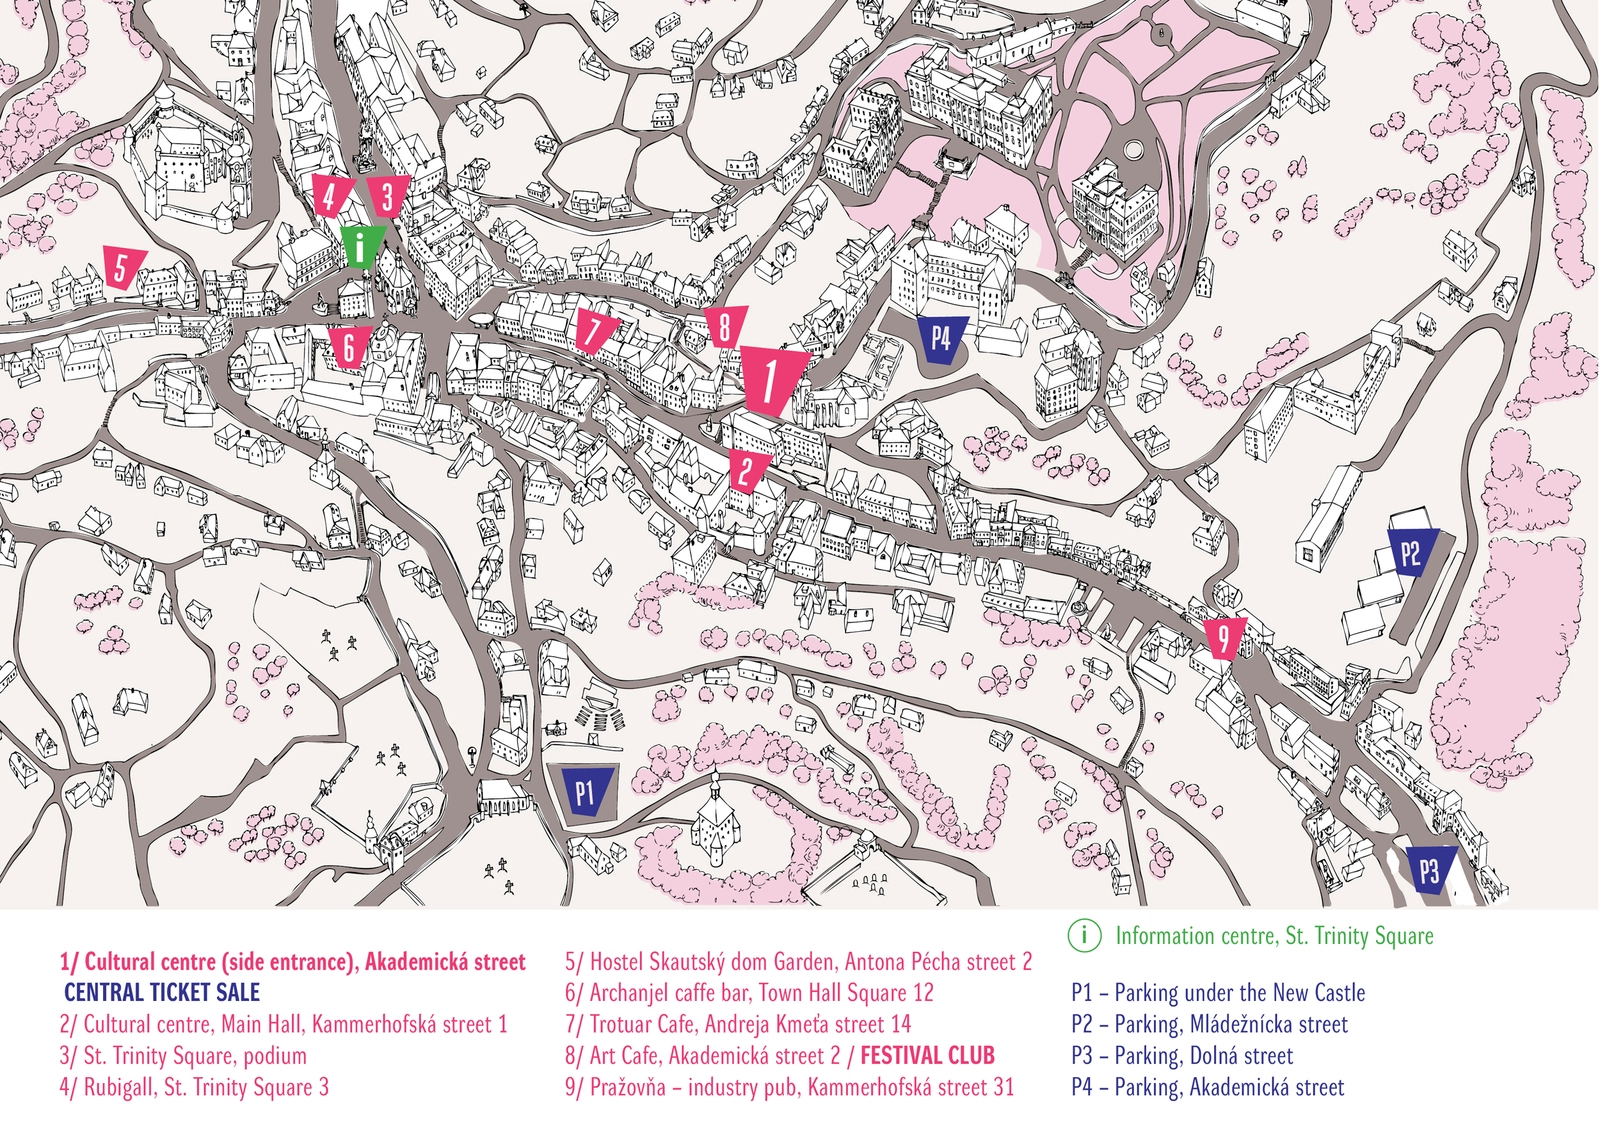 4
3
i
5
6
7
8
1
P4
2
P2
9
P1
P3
1/ Cultural centre (side entrance), Akademická street
CENTRAL TICKET SALE
2/ Cultural centre, Main Hall, Kammerhofská street 1
3/ St. Trinity Square, podium
4/ Rubigall, St. Trinity Square 3
5/ Hostel Skautský dom Garden, Antona Pécha street 2
6/ Archanjel caffe bar, Town Hall Square 12
7/ Trotuar Cafe, Andreja Kmeťa street 14
8/ Art Cafe, Akademická street 2 / FESTIVAL CLUB
9/ Pražovňa – industry pub, Kammerhofská street 31
i Information centre, St. Trinity Square
P1 – Parking under the New Castle
P2 – Parking, Mládežnícka street
P3 – Parking, Dolná street
P4 – Parking, Akademická street